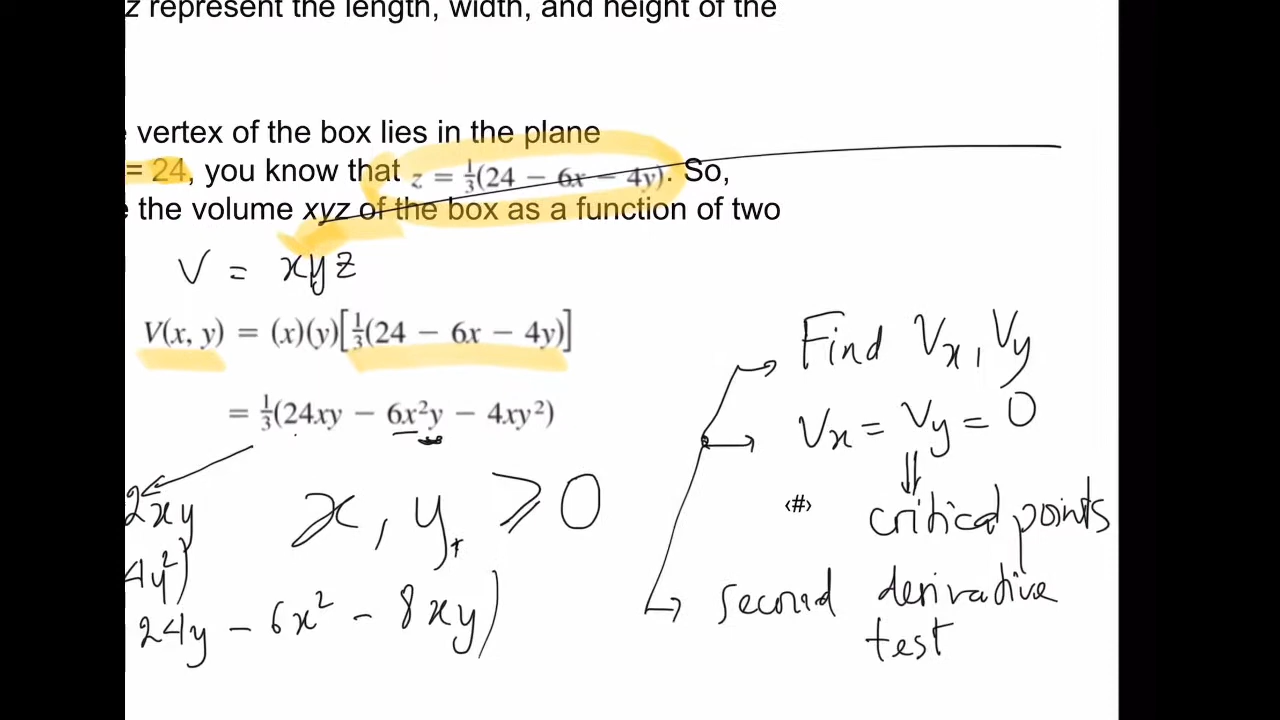 z represent the length, width, and height of the
vertex of the box lies in the plane
= 24, you know that z = 1/3(24 − 6x − 4y). So,
the volume xyz of the box as a function of two
V = xyz
V(x, y) = (x)(y)[1/3(24 − 6x − 4y)]
= 1/3(24xy − 6x²y − 4xy²)
Find Vx, Vy
Vx = Vy = 0
⇓
‹#›
critical points
second derivative
test
2xy
x, y ⩾ 0
4y²)
24y − 6x² − 8xy)